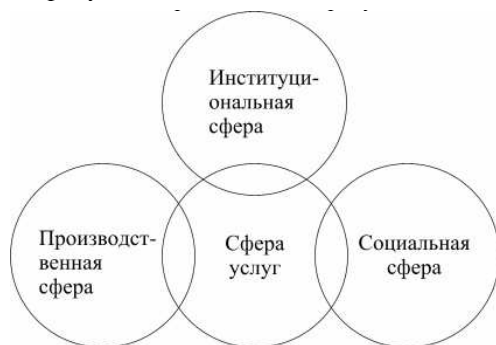 Институци-
ональная
сфера
Производст-
венная
сфера
Сфера
услуг
Социальная
сфера